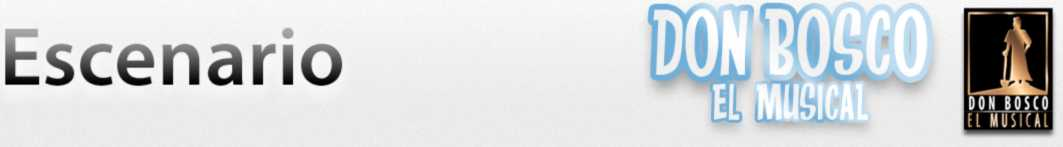 Escenario
DON BOSCO
EL MUSICAL
DON BOSCO
EL MUSICAL